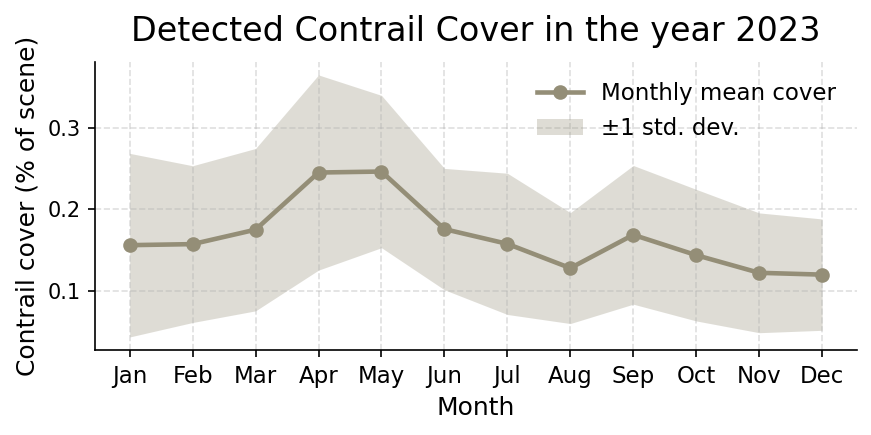 Detected Contrail Cover in the year 2023
Contrail cover (% of scene)
0.3
0.2
0.1
Monthly mean cover
±1 std. dev.
Jan Feb Mar Apr May Jun Jul Aug Sep Oct Nov Dec
Month